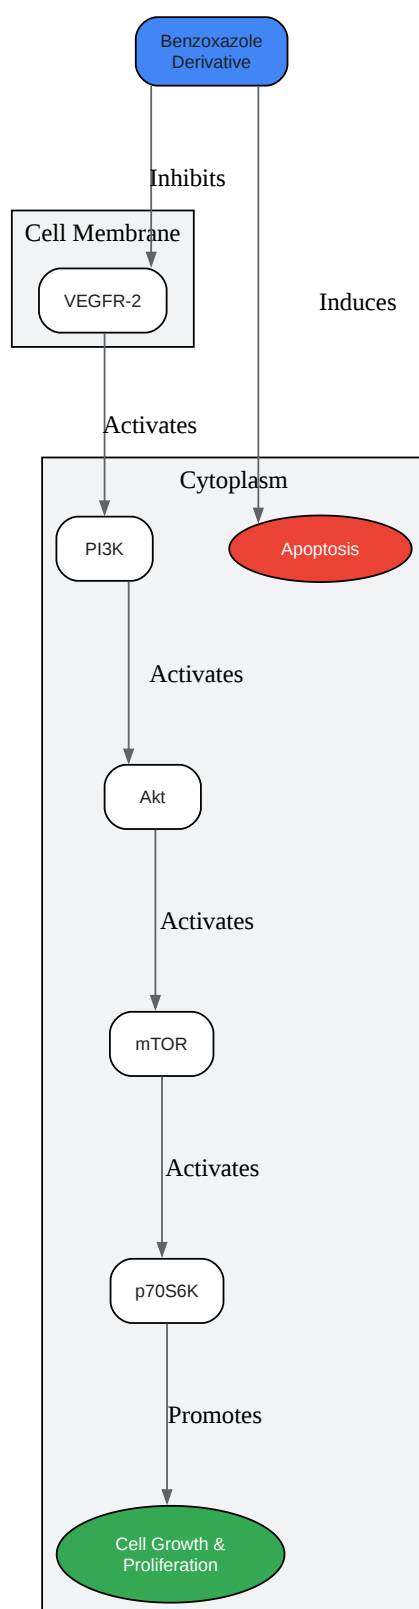 Benzoxazole
Derivative
Inhibits
Cell Membrane
VEGFR-2
Induces
Activates
Cytoplasm
PI3K
Apoptosis
Activates
Akt
Activates
mTOR
Activates
p70S6K
Promotes
Cell Growth &
Proliferation